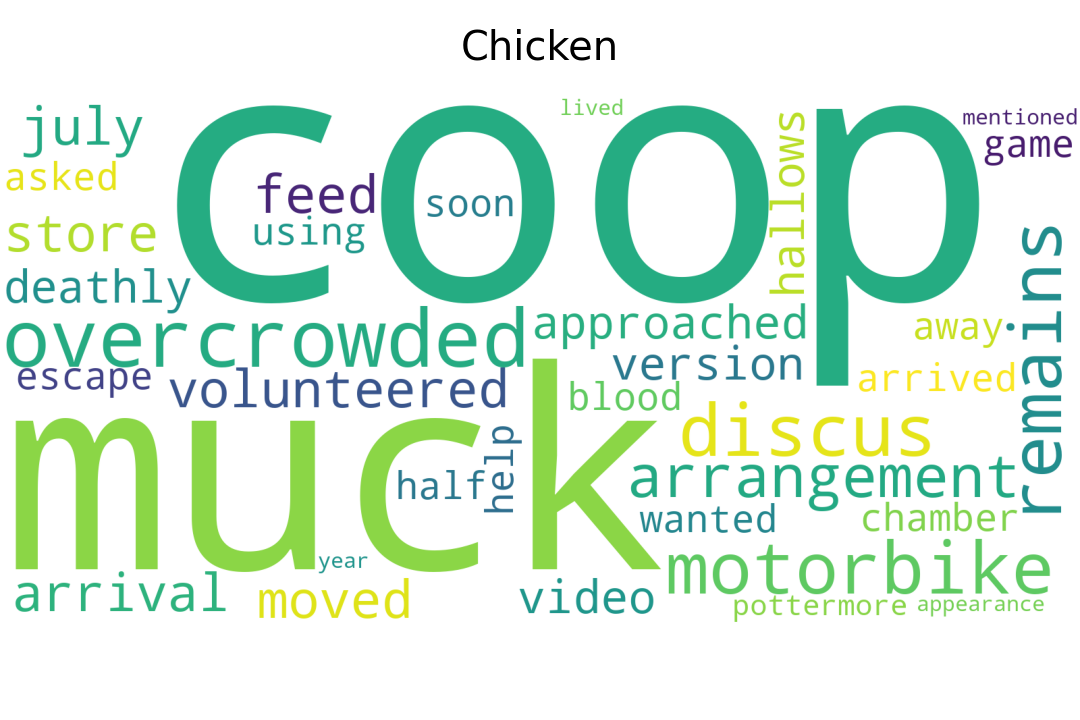 Chicken
coop
lived
mentioned
july
hallows
game
asked
feed
soon
store
using
remains
deathly
overcrowded
approached
away
version
escape
volunteered
arrived
blood
muck
discus
help
half
arrangement
wanted
chamber
motorbike
year
arrival
moved
video
pottermore
appearance